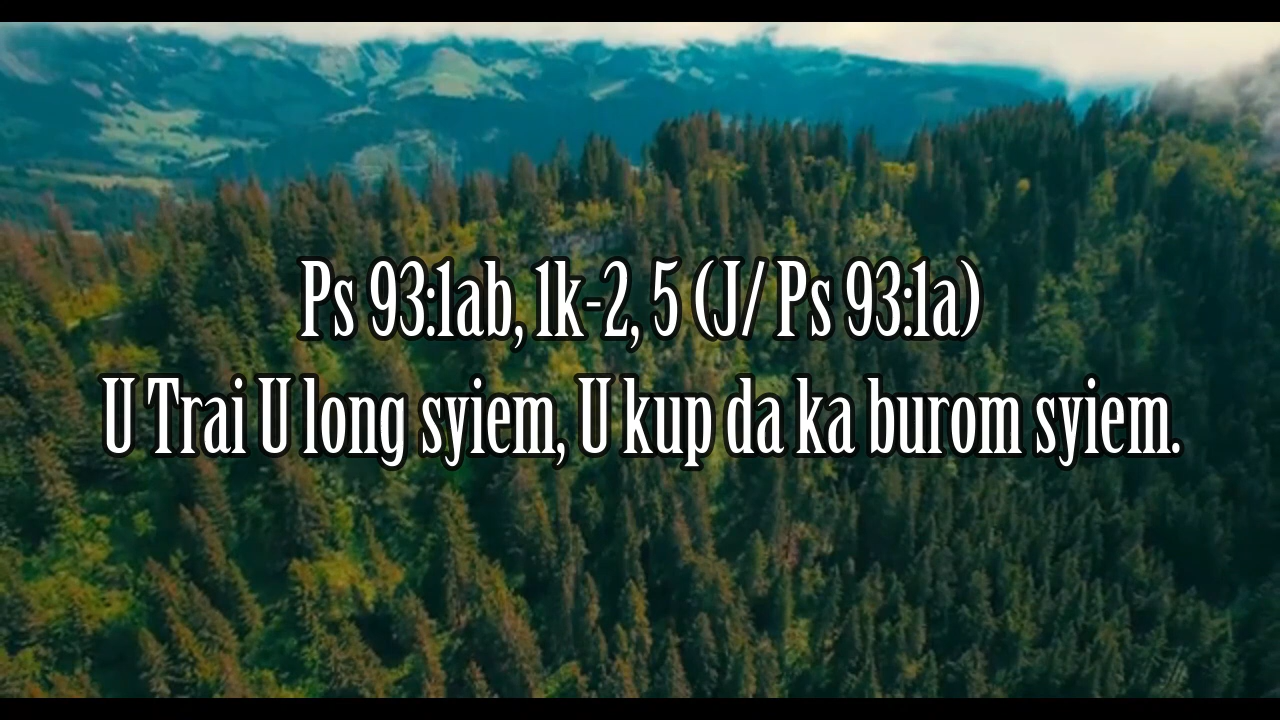 Ps 93:1ab, 1k-2, 5 (J/ Ps 93:1a)
U Trai U long syiem, U kup da ka burom syiem.